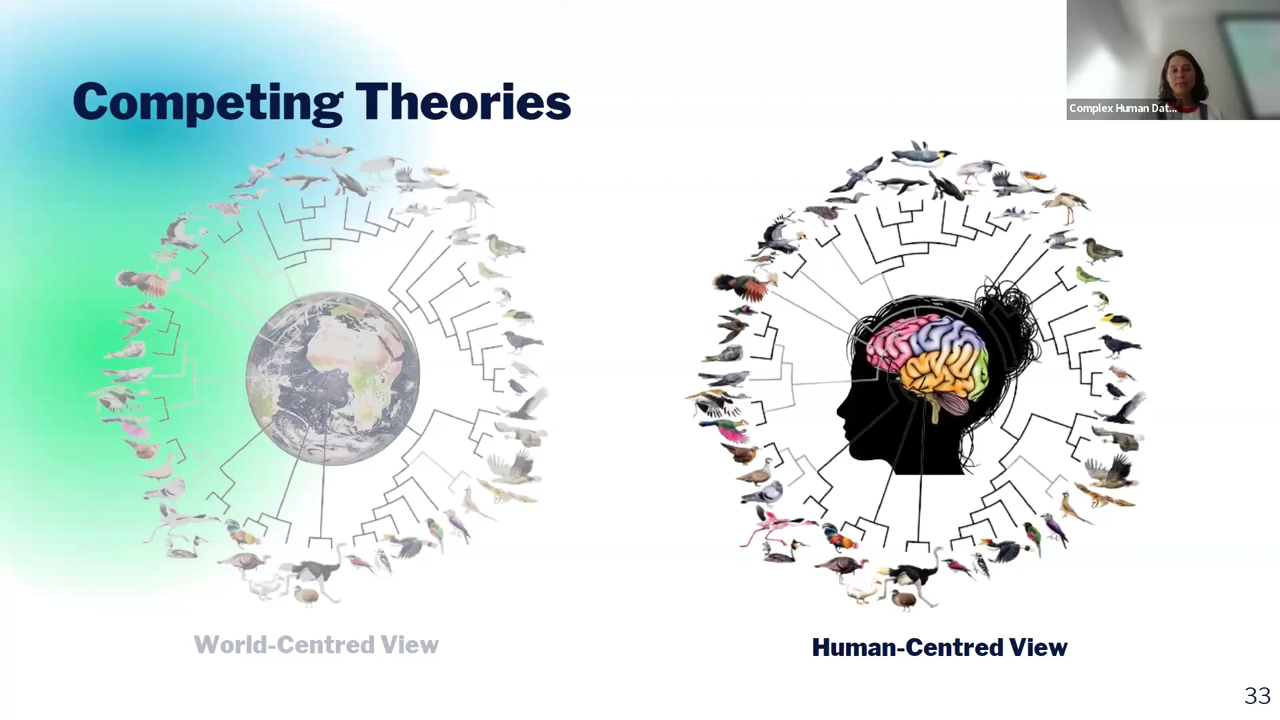 Competing Theories
Complex Human Dat...
World-Centred View
Human-Centred View
33